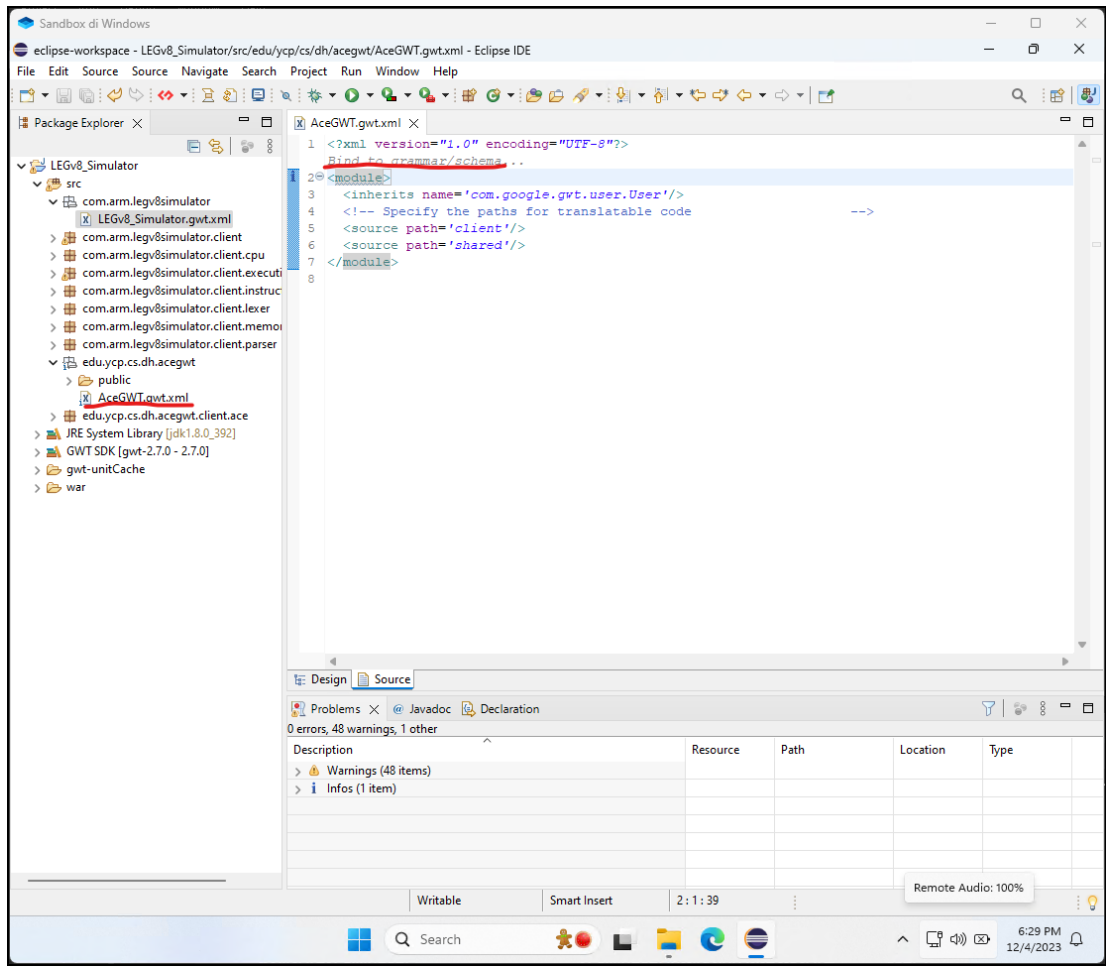 Sandbox di Windows
eclipse-workspace - LEGv8_Simulator/src/edu/ycp/cs/dh/acegwt/AceGWT.gwt.xml - Eclipse IDE
File Edit Source Source Navigate Search Project Run Window Help
Package Explorer
AceGWT.gwt.xml
LEGv8_Simulator
src
com.arm.legv8simulator
LEGv8_Simulator.gwt.xml
com.arm.legv8simulator.client
com.arm.legv8simulator.client.cpu
com.arm.legv8simulator.client.executi
com.arm.legv8simulator.client.instruc
com.arm.legv8simulator.client.lexer
com.arm.legv8simulator.client.memor
com.arm.legv8simulator.client.parser
edu.ycp.cs.dh.acegwt
public
AceGWT.gwt.xml
edu.ycp.cs.dh.acegwt.client.ace
JRE System Library [jdk1.8.0_392]
GWT SDK [gwt-2.7.0 - 2.7.0]
gwt-unitCache
war
1 <?xml version="1.0" encoding="UTF-8"?>
Bind to grammar/schema...
2 <module>
3 <inherits name='com.google.gwt.user.User'/>
4 <!-- Specify the paths for translatable code -->
5 <source path='client'/>
6 <source path='shared'/>
7 </module>
8
Design Source
Problems @ Javadoc Declaration
0 errors, 48 warnings, 1 other
Description Resource Path Location Type
Warnings (48 items)
i Infos (1 item)
Writable Smart Insert 2 : 1 : 39
Remote Audio: 100%
Search
6:29 PM
12/4/2023